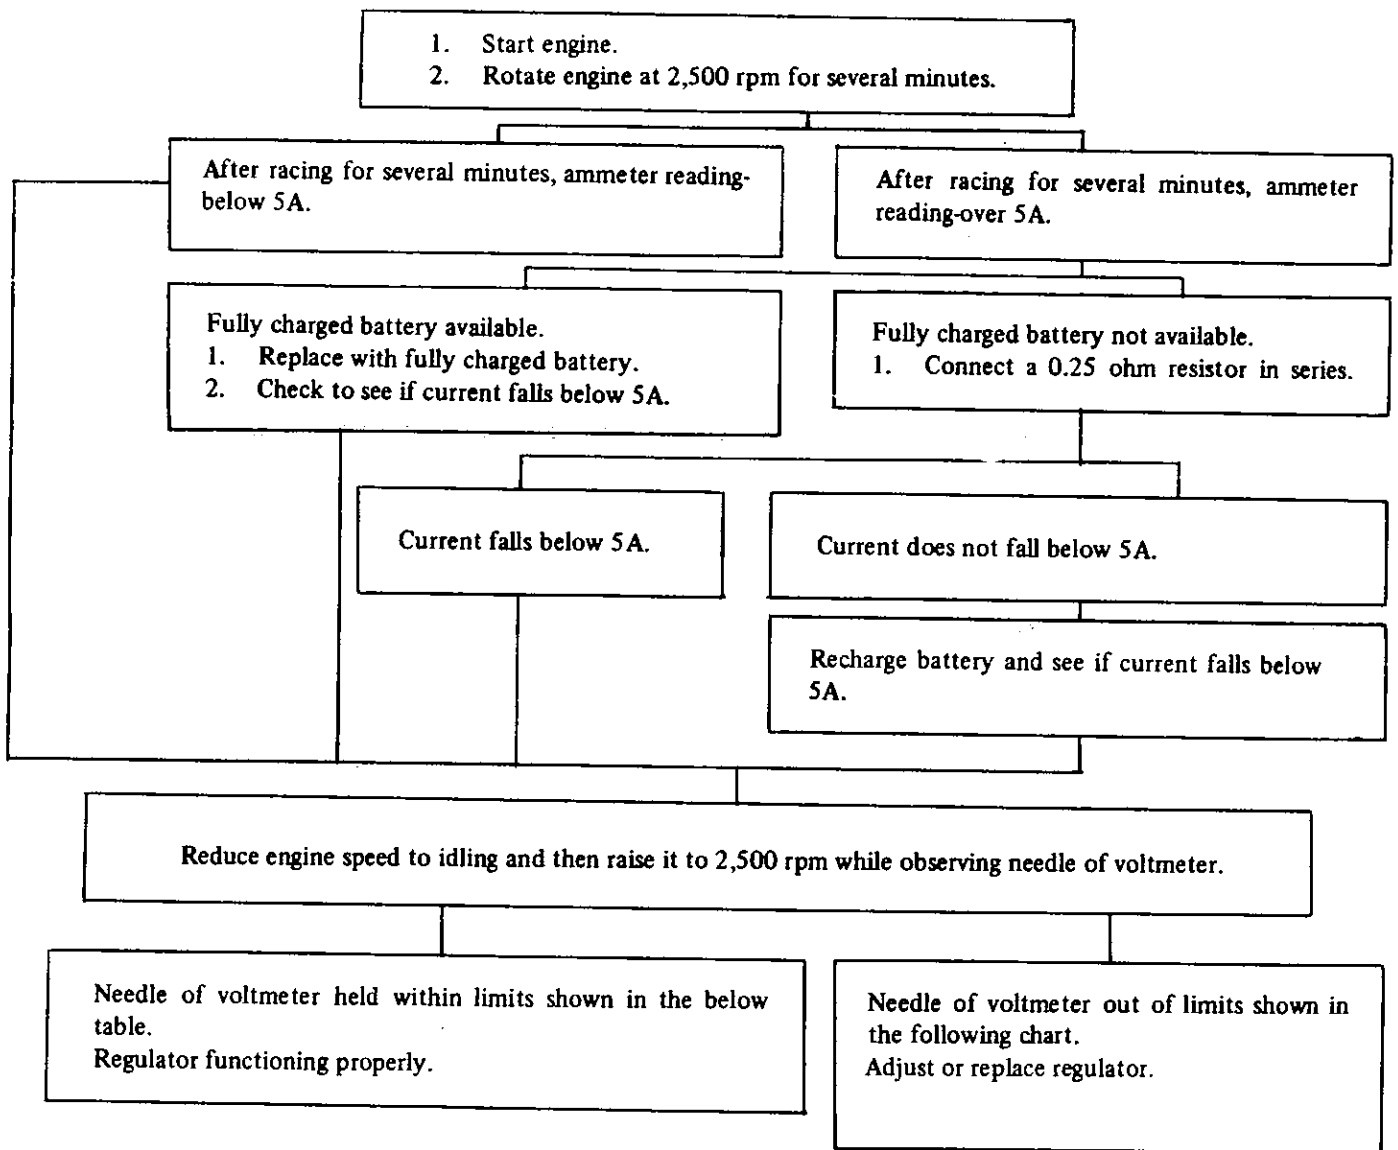 1. Start engine.
2. Rotate engine at 2,500 rpm for several minutes.
After racing for several minutes, ammeter reading-
below 5A.
After racing for several minutes, ammeter
reading-over 5A.
Fully charged battery available.
1. Replace with fully charged battery.
2. Check to see if current falls below 5A.
Fully charged battery not available.
1. Connect a 0.25 ohm resistor in series.
Current falls below 5A.
Current does not fall below 5A.
Recharge battery and see if current falls below
5A.
Reduce engine speed to idling and then raise it to 2,500 rpm while observing needle of voltmeter.
Needle of voltmeter held within limits shown in the below
table.
Regulator functioning properly.
Needle of voltmeter out of limits shown in
the following chart.
Adjust or replace regulator.